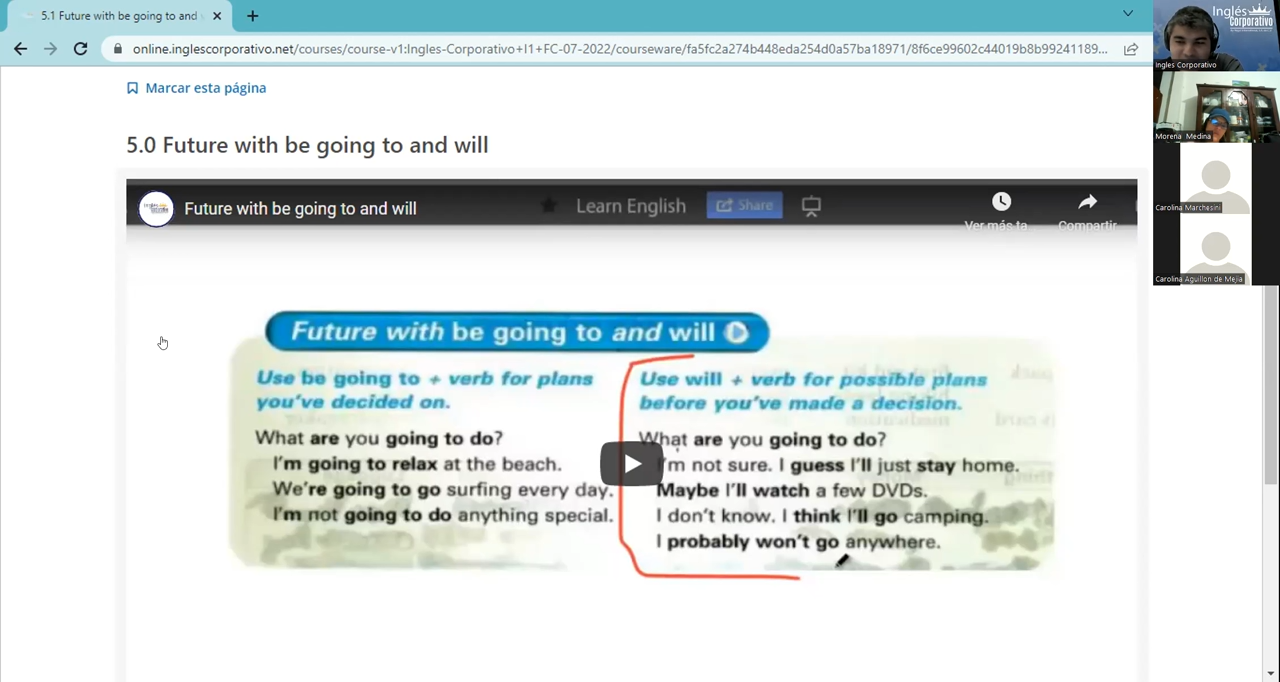 5.1 Future with be going to and
online.inglescorporativo.net/courses/course-v1:Ingles-Corporativo+I1+FC-07-2022/courseware/fa5fc2a274b448eda254d0a57ba18971/8f6ce99602c44019b8b99241189...
Marcar esta página
5.0 Future with be going to and will
Future with be going to and will
Learn English
Share
Ver más ta
Compartir
Future with be going to and will
Use be going to + verb for plans
you've decided on.
What are you going to do?
I'm going to relax at the beach.
We're going to go surfing every day.
I'm not going to do anything special.
Use will + verb for possible plans
before you've made a decision.
What are you going to do?
I'm not sure. I guess I'll just stay home.
Maybe I'll watch a few DVDs.
I don't know. I think I'll go camping.
I probably won't go anywhere.
Inglés
Corporativo
Ingles Corporativo
Morena Medina
Carolina Marchesini
Carolina Aguillon de Mejia